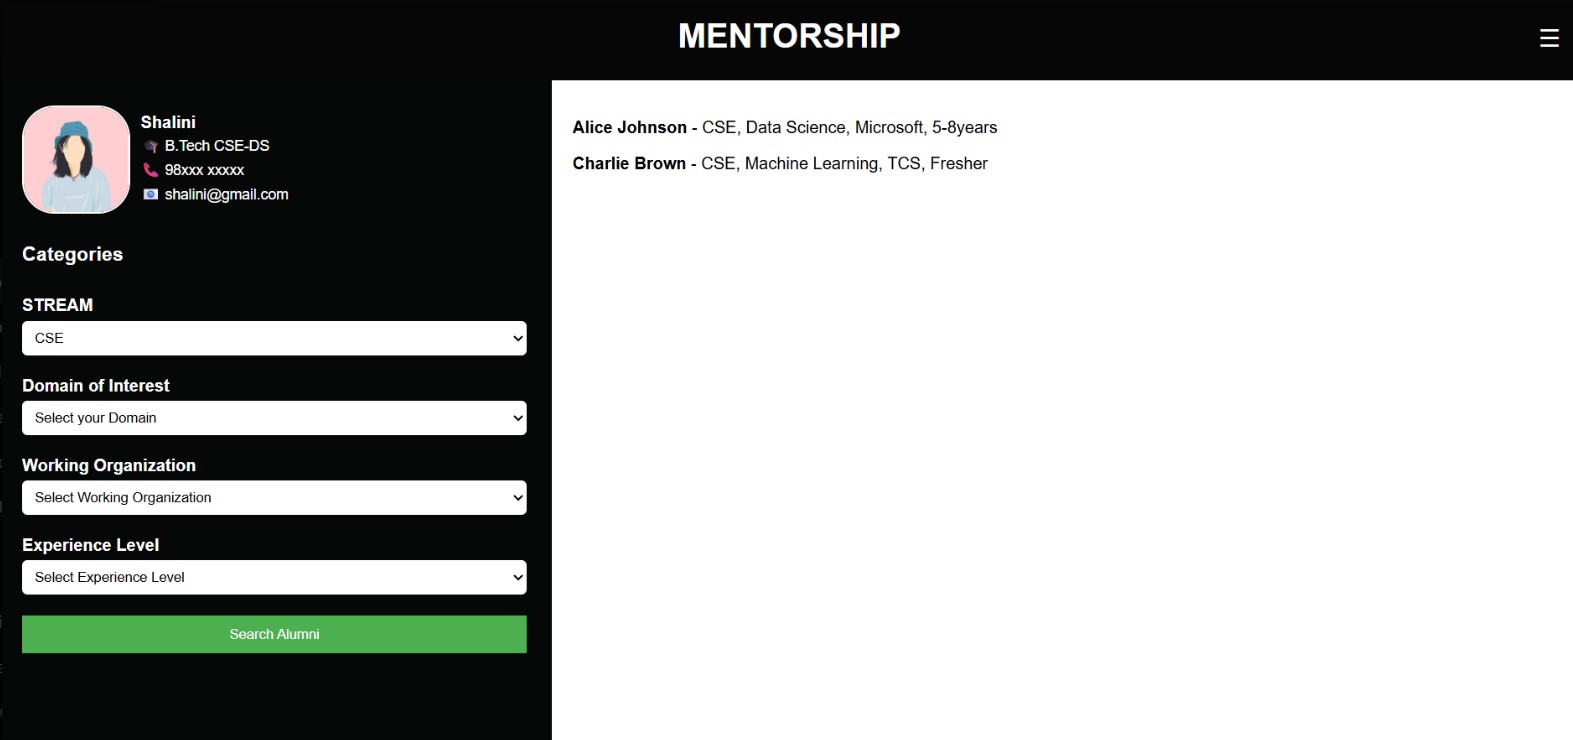 MENTORSHIP
Shalini
B.Tech CSE-DS
98xxx xxxxx
shalini@gmail.com
Categories
STREAM
CSE
Domain of Interest
Select your Domain
Working Organization
Select Working Organization
Experience Level
Select Experience Level
Search Alumni
Alice Johnson - CSE, Data Science, Microsoft, 5-8years
Charlie Brown - CSE, Machine Learning, TCS, Fresher